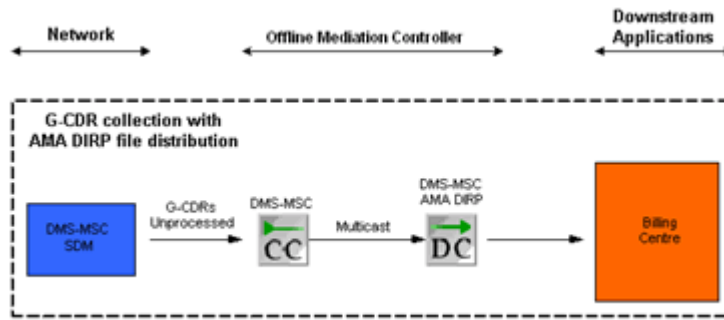 Network
Offline Mediation Controller
Downstream
Applications
G-CDR collection with
AMA DIRP file distribution
DMS-MSC
SDM
G-CDRs
Unprocessed
DMS-MSC
CC
Multicast
DMS-MSC
AMA DIRP
DC
Billing
Centre